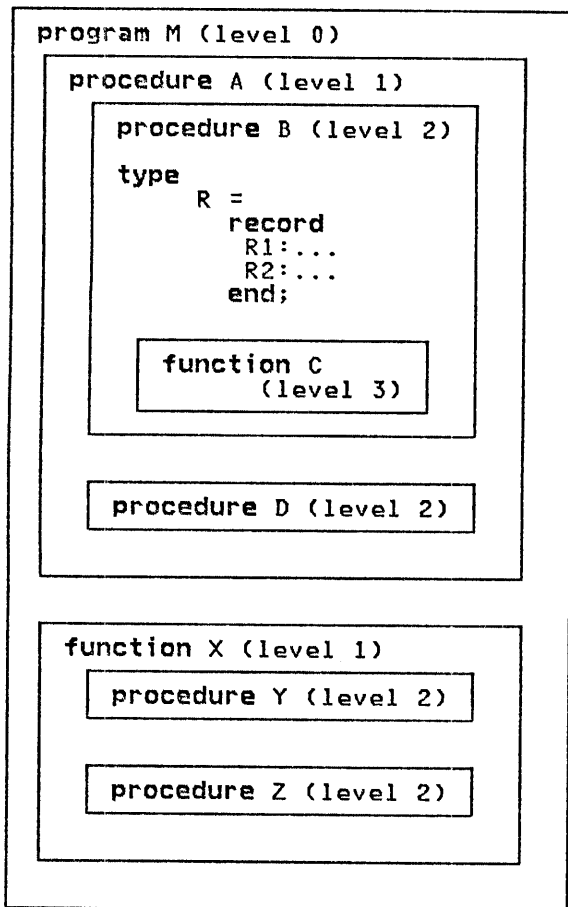 program M (level 0)
procedure A (level 1)
procedure B (level 2)
type
R =
record
R1:...
R2:...
end;
function C
(level 3)
procedure D (level 2)
function X (level 1)
procedure Y (level 2)
procedure Z (level 2)